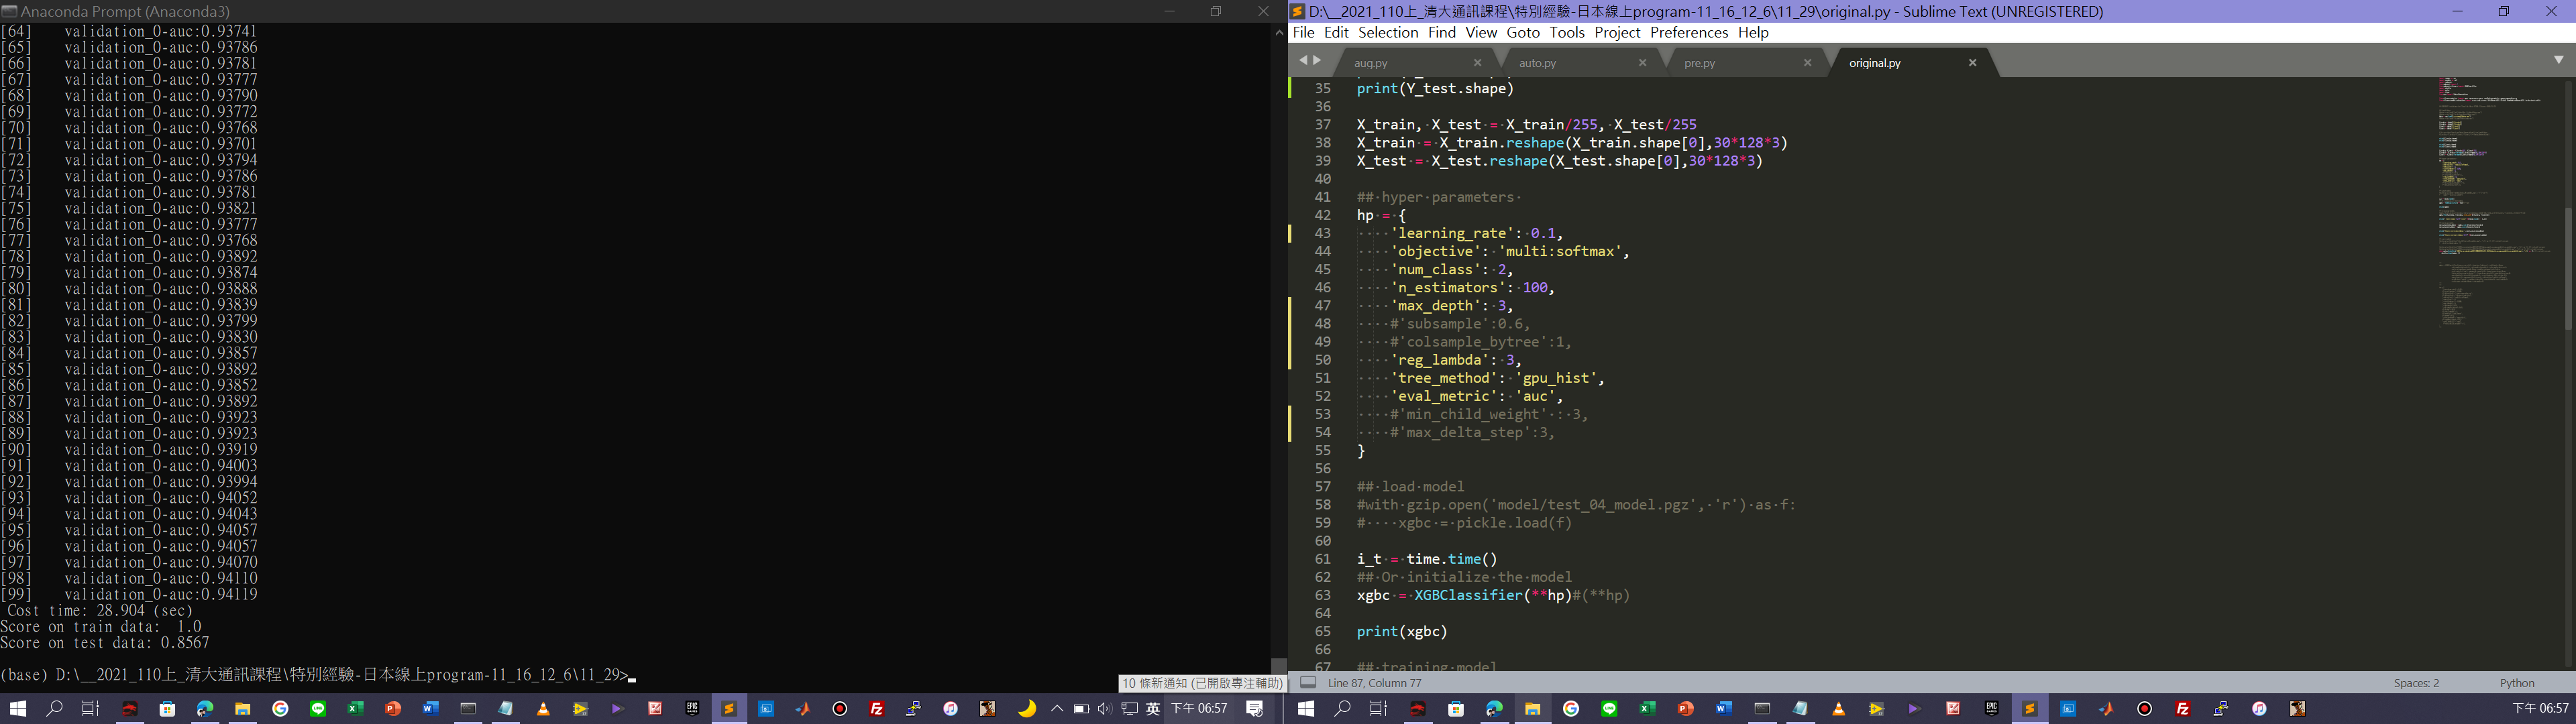 Anaconda Prompt (Anaconda3)
[64] validation_0-auc:0.93741
[65] validation_0-auc:0.93786
[66] validation_0-auc:0.93781
[67] validation_0-auc:0.93777
[68] validation_0-auc:0.93790
[69] validation_0-auc:0.93772
[70] validation_0-auc:0.93768
[71] validation_0-auc:0.93701
[72] validation_0-auc:0.93794
[73] validation_0-auc:0.93786
[74] validation_0-auc:0.93781
[75] validation_0-auc:0.93821
[76] validation_0-auc:0.93777
[77] validation_0-auc:0.93768
[78] validation_0-auc:0.93892
[79] validation_0-auc:0.93874
[80] validation_0-auc:0.93888
[81] validation_0-auc:0.93839
[82] validation_0-auc:0.93799
[83] validation_0-auc:0.93830
[84] validation_0-auc:0.93857
[85] validation_0-auc:0.93892
[86] validation_0-auc:0.93852
[87] validation_0-auc:0.93892
[88] validation_0-auc:0.93923
[89] validation_0-auc:0.93923
[90] validation_0-auc:0.93919
[91] validation_0-auc:0.94003
[92] validation_0-auc:0.93994
[93] validation_0-auc:0.94052
[94] validation_0-auc:0.94043
[95] validation_0-auc:0.94057
[96] validation_0-auc:0.94057
[97] validation_0-auc:0.94070
[98] validation_0-auc:0.94110
[99] validation_0-auc:0.94119
Cost time: 28.904 (sec)
Score on train data: 1.0
Score on test data: 0.8567
(base) D:\__2021_110上_清大通訊課程\特別經驗-日本線上program-11_16_12_6\11_29>
10 條新通知 (已開啟專注輔助)
英 下午 06:57
D:\__2021_110上_清大通訊課程\特別經驗-日本線上program-11_16_12_6\11_29\original.py - Sublime Text (UNREGISTERED)
File Edit Selection Find View Goto Tools Project Preferences Help
auq.py auto.py pre.py original.py
35 print(Y_test.shape)
36
37 X_train, X_test = X_train/255, X_test/255
38 X_train = X_train.reshape(X_train.shape[0],30*128*3)
39 X_test = X_test.reshape(X_test.shape[0],30*128*3)
40
41 ## hyper parameters
42 hp = {
43 'learning_rate': 0.1,
44 'objective': 'multi:softmax',
45 'num_class': 2,
46 'n_estimators': 100,
47 'max_depth': 3,
48 #'subsample':0.6,
49 #'colsample_bytree':1,
50 'reg_lambda': 3,
51 'tree_method': 'gpu_hist',
52 'eval_metric': 'auc',
53 #'min_child_weight' : 3,
54 #'max_delta_step':3,
55 }
56
57 ## load model
58 #with gzip.open('model/test_04_model.pgz', 'r') as f:
59 # xgbc = pickle.load(f)
60
61 i_t = time.time()
62 ## Or initialize the model
63 xgbc = XGBClassifier(**hp)#(**hp)
64
65 print(xgbc)
66
67 ## training model
Line 87, Column 77
Spaces: 2 Python
下午 06:57